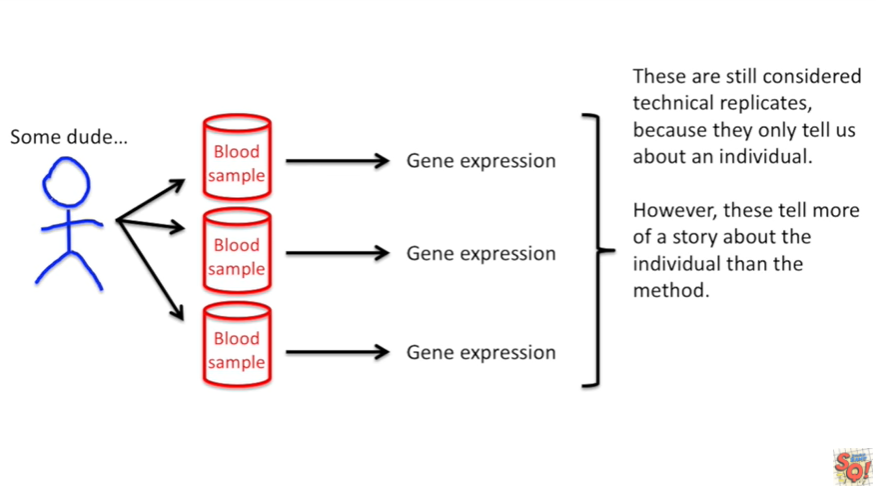 Some dude...
Blood
sample
Gene expression
Blood
sample
Gene expression
Blood
sample
Gene expression
These are still considered
technical replicates,
because they only tell us
about an individual.
However, these tell more
of a story about the
individual than the
method.
SQ!